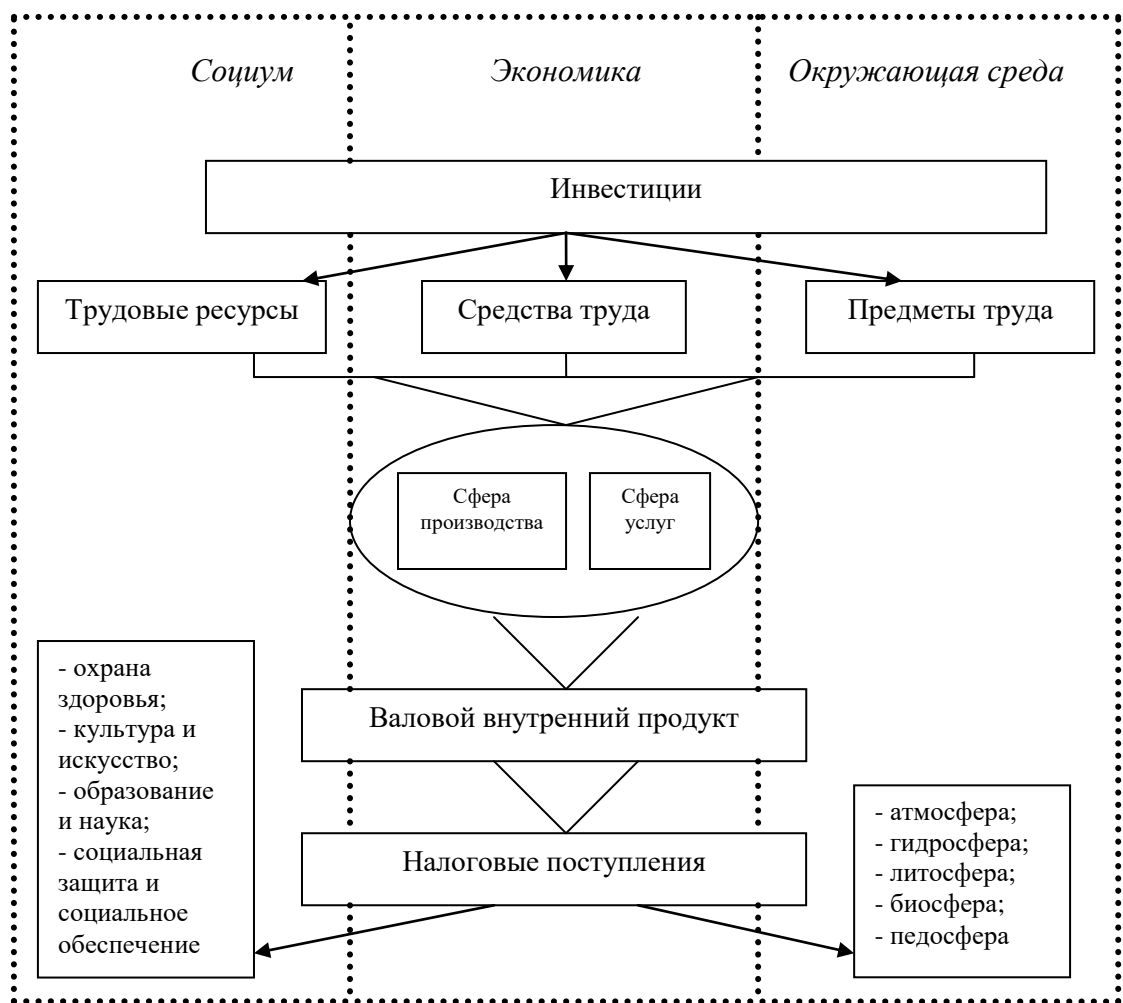 Социум
Экономика
Окружающая среда
Инвестиции
Трудовые ресурсы
Средства труда
Предметы труда
Сфера
производства
Сфера
услуг
- охрана
здоровья;
- культура и
искусство;
- образование
и наука;
- социальная
защита и
социальное
обеспечение
Валовой внутренний продукт
Налоговые поступления
- атмосфера;
- гидросфера;
- литосфера;
- биосфера;
- педосфера